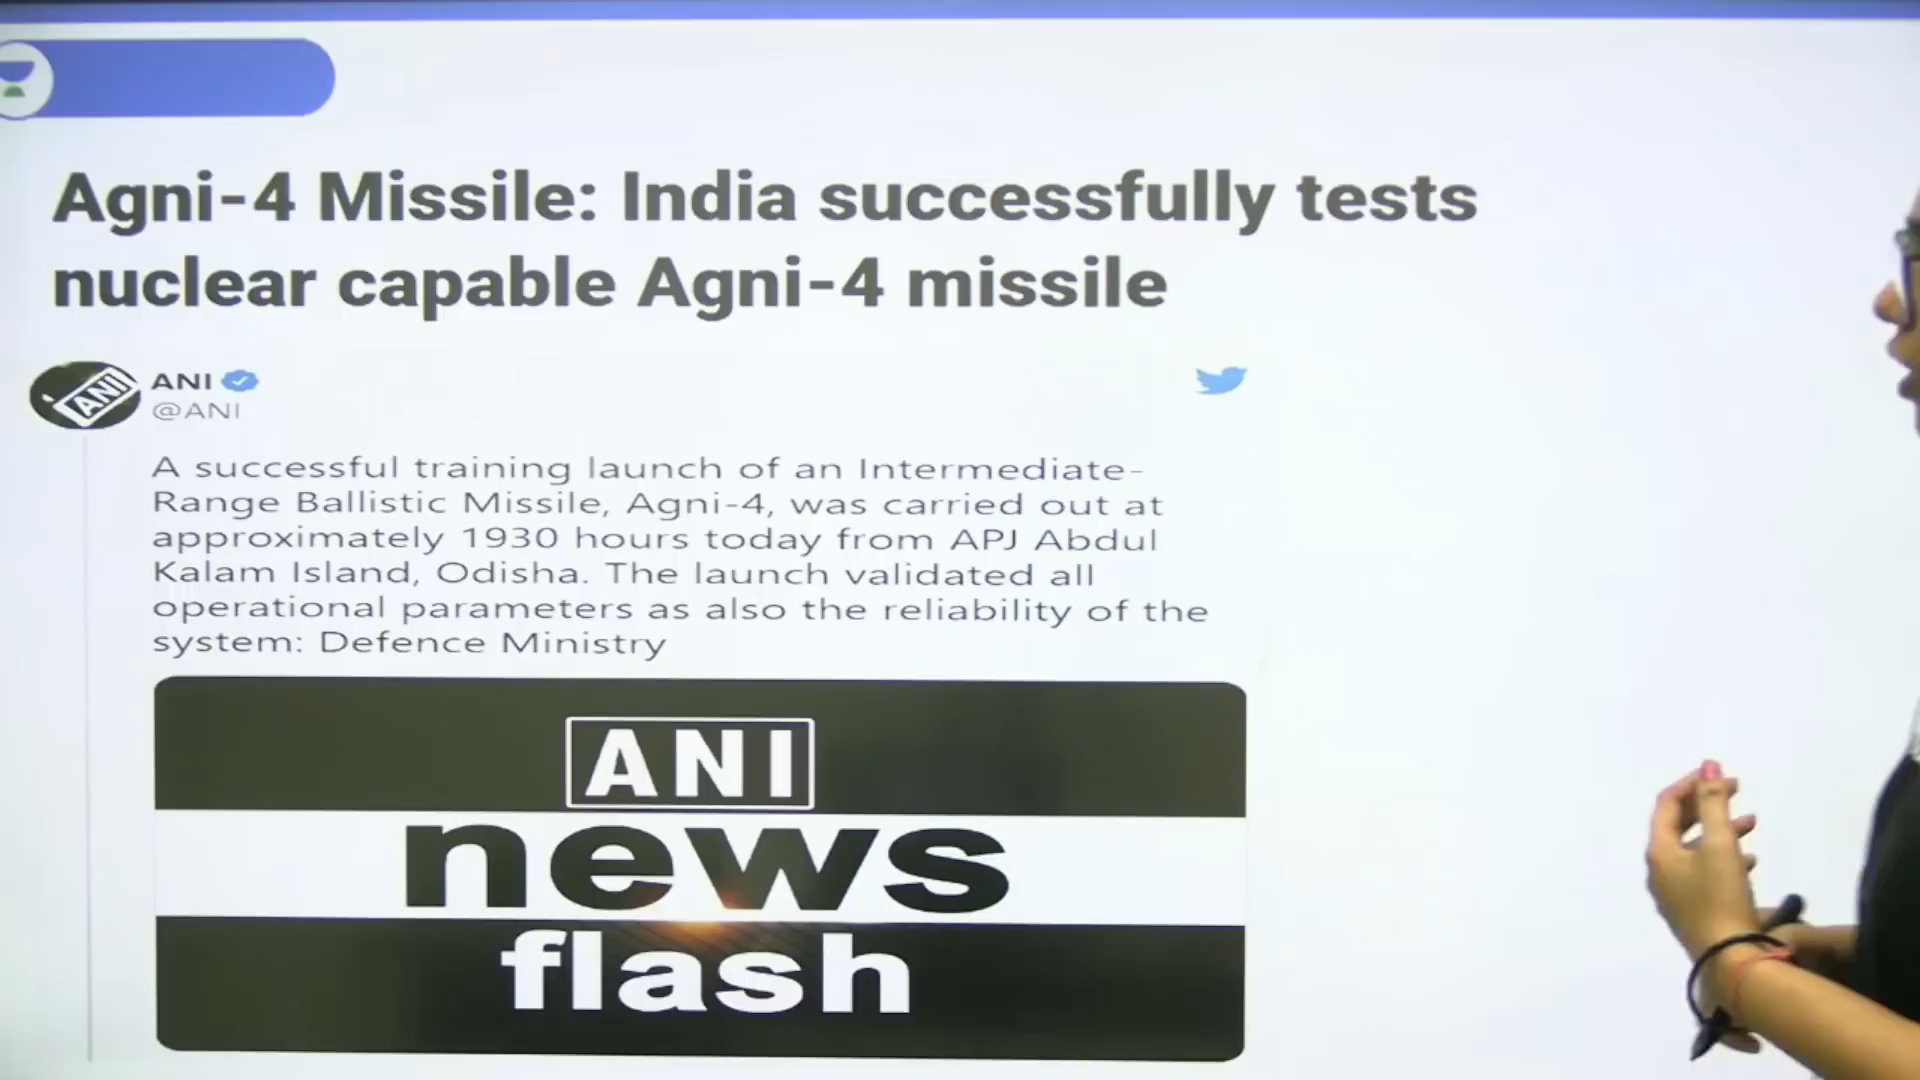 Agni-4 Missile: India successfully tests
nuclear capable Agni-4 missile
ANI
ANI
@ANI
A successful training launch of an Intermediate-
Range Ballistic Missile, Agni-4, was carried out at
approximately 1930 hours today from APJ Abdul
Kalam Island, Odisha. The launch validated all
operational parameters as also the reliability of the
system: Defence Ministry
ANI
news
flash